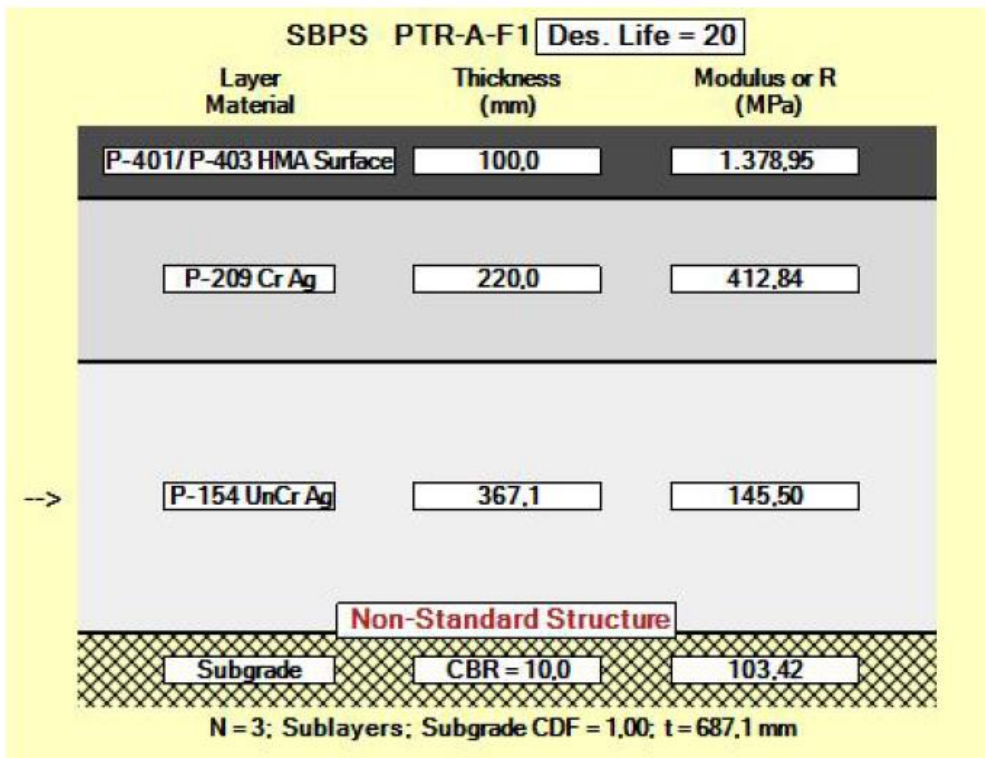 SBPS PTR-A-F1 Des. Life = 20
Layer Material Thickness (mm) Modulus or R (MPa)
P-401/ P-403 HMA Surface 100,0 1.378,95
P-209 Cr Ag 220,0 412,84
--> P-154 UnCr Ag 367,1 145,50
Non-Standard Structure
Subgrade CBR = 10,0 103,42
N = 3; Sublayers; Subgrade CDF = 1,00; t = 687,1 mm